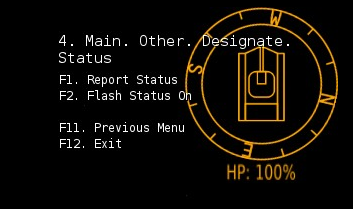 4. Main. Other. Designate.
Status
F1. Report Status
F2. Flash Status On
F11. Previous Menu
F12. Exit
W
S
N
E
HP: 100%